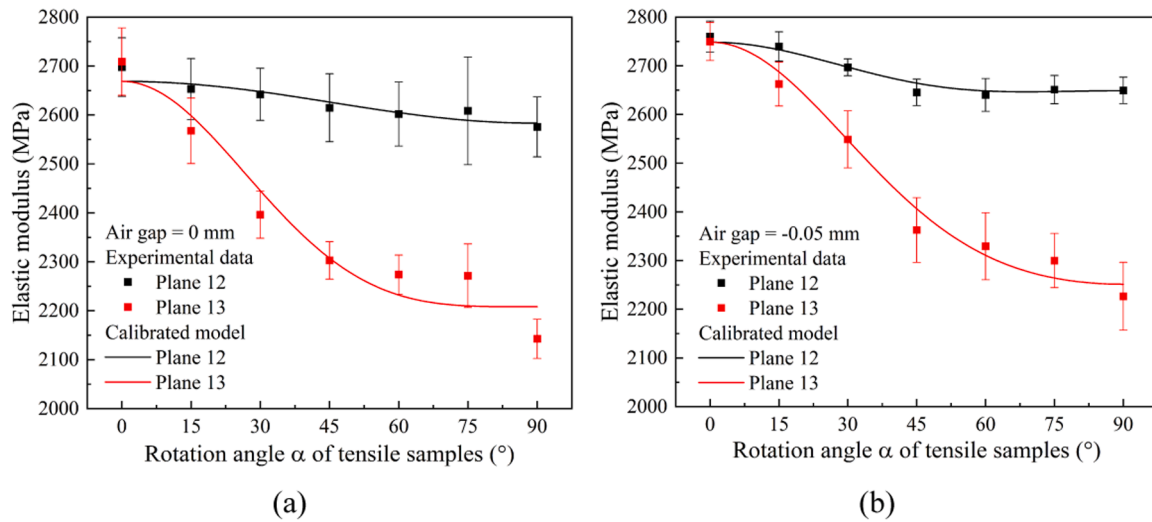 2800
2700
2600
2500
2400
2300
2200
2100
2000
Elastic modulus (MPa)
Air gap = 0 mm
Experimental data
Plane 12
Plane 13
Calibrated model
Plane 12
Plane 13
0 15 30 45 60 75 90
Rotation angle α of tensile samples (°)
(a)
2800
2700
2600
2500
2400
2300
2200
2100
2000
Elastic modulus (MPa)
Air gap = -0.05 mm
Experimental data
Plane 12
Plane 13
Calibrated model
Plane 12
Plane 13
0 15 30 45 60 75 90
Rotation angle α of tensile samples (°)
(b)